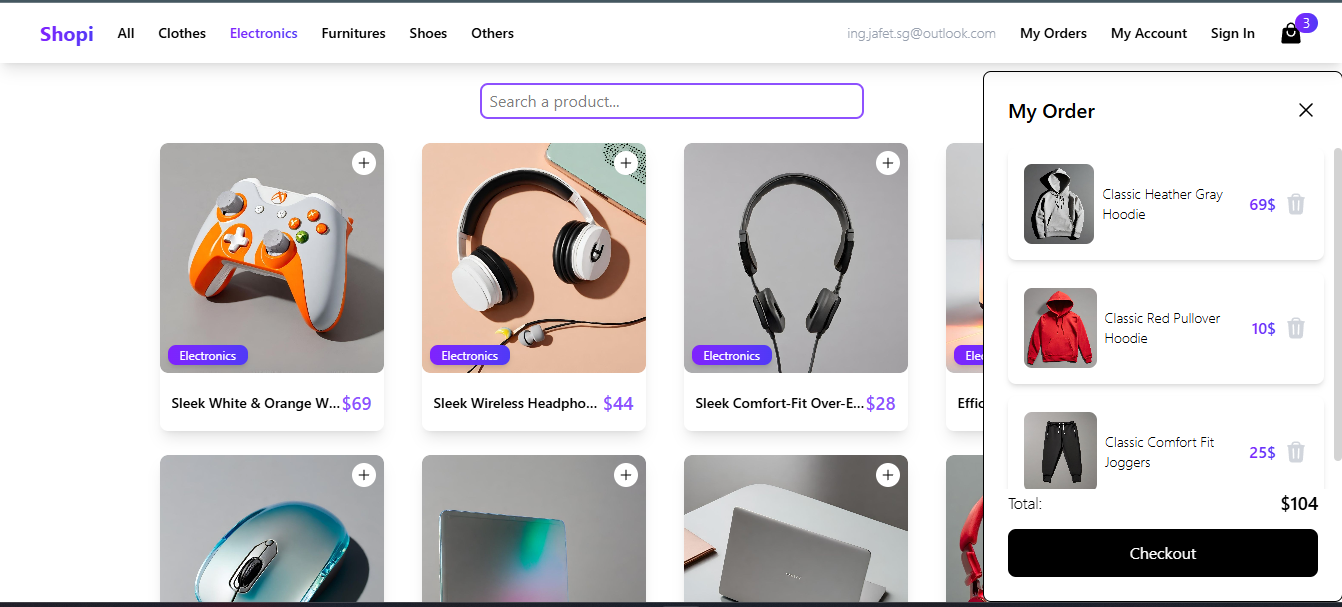 Shopi All Clothes Electronics Furnitures Shoes Others ing.jafet.sg@outlook.com My Orders My Account Sign In 3
Search a product...
Electronics
Sleek White & Orange W... $69
Electronics
Sleek Wireless Headpho... $44
Electronics
Sleek Comfort-Fit Over-E... $28
Ele
Effic
My Order
Classic Heather Gray
Hoodie
69$
Classic Red Pullover
Hoodie
10$
Classic Comfort Fit
Joggers
25$
Total: $104
Checkout